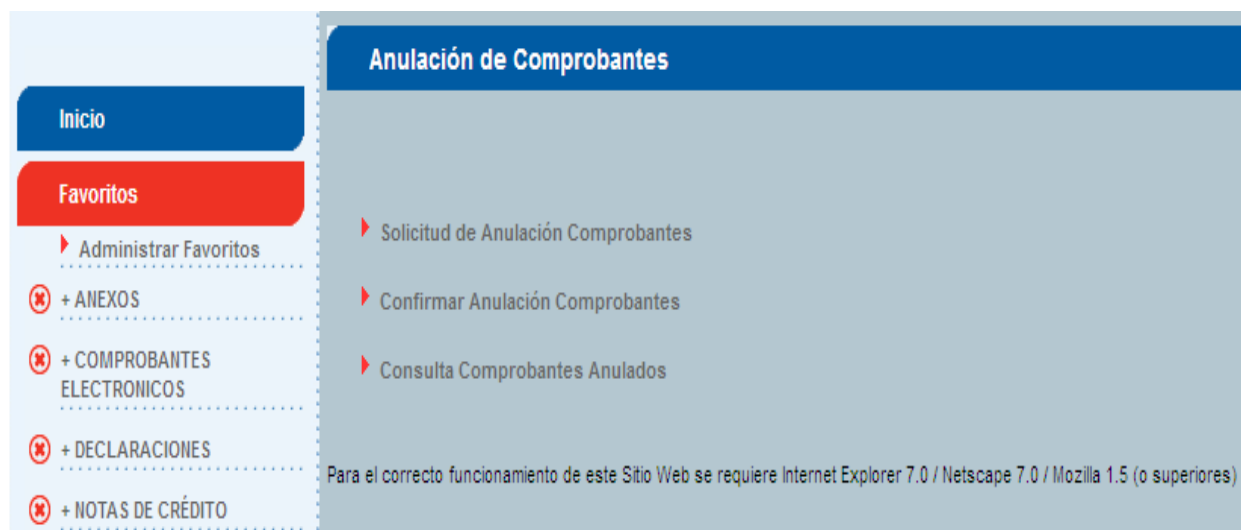 Anulación de Comprobantes
Inicio
Favoritos
Administrar Favoritos
+ ANEXOS
+ COMPROBANTES
ELECTRONICOS
+ DECLARACIONES
+ NOTAS DE CRÉDITO
Solicitud de Anulación Comprobantes
Confirmar Anulación Comprobantes
Consulta Comprobantes Anulados
Para el correcto funcionamiento de este Sitio Web se requiere Internet Explorer 7.0 / Netscape 7.0 / Mozilla 1.5 (o superiores)